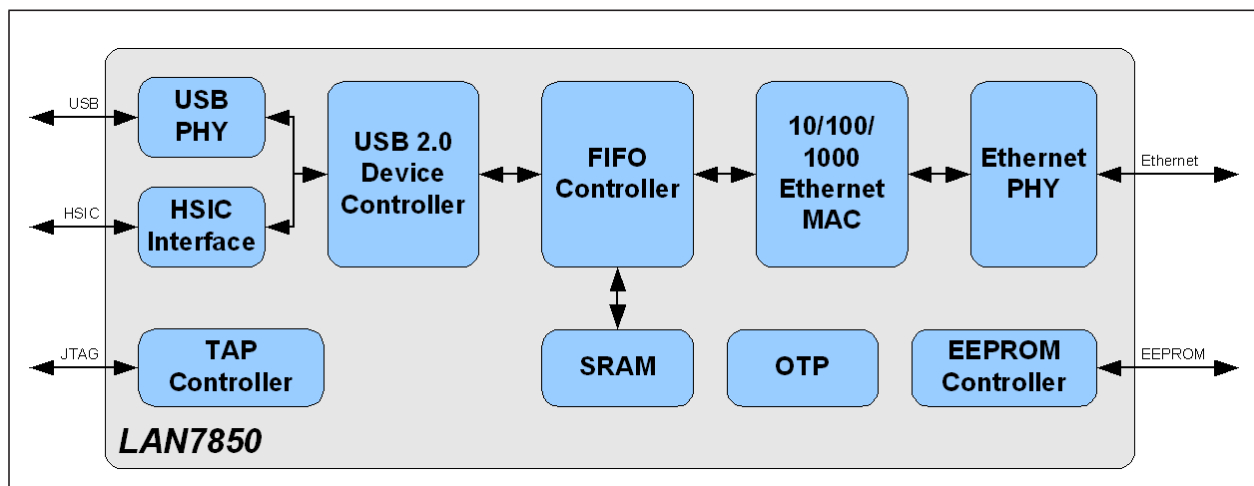 USB
USB
PHY
HSIC
HSIC
Interface
USB 2.0
Device
Controller
FIFO
Controller
10/100/
1000
Ethernet
MAC
Ethernet
PHY
Ethernet
JTAG
TAP
Controller
SRAM
OTP
EEPROM
Controller
EEPROM
LAN7850